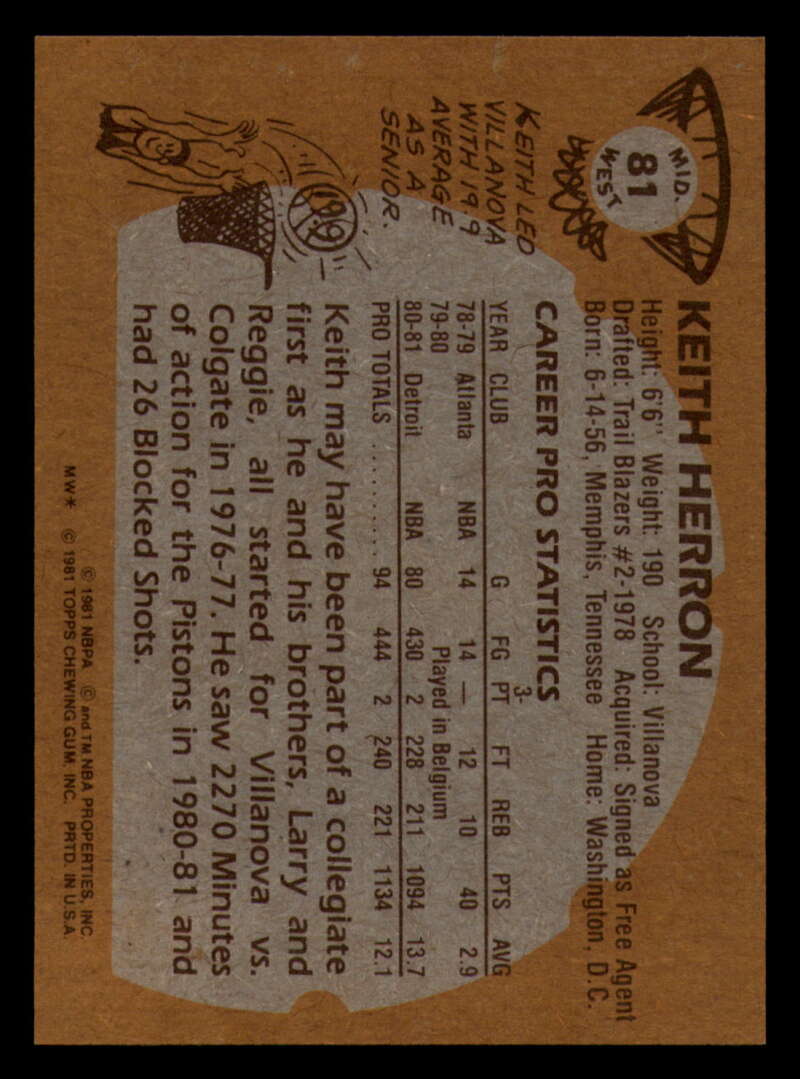 MID.
81
WEST
KEITH HERRON
Height: 6'6" Weight: 190 School: Villanova
Drafted: Trail Blazers #2-1978 Acquired: Signed as Free Agent
Born: 6-14-56, Memphis, Tennessee Home: Washington, D.C.
KEITH LED
VILLANOVA
WITH 19.9
AVERAGE
AS A
SENIOR.
19.9
CAREER PRO STATISTICS
3-
YEAR CLUB G FG PT FT REB PTS AVG
78-79 Atlanta NBA 14 14 — 12 10 40 2.9
79-80 Played in Belgium
80-81 Detroit NBA 80 430 2 228 211 1094 13.7
PRO TOTALS .......... 94 444 2 240 221 1134 12.1
Keith may have been part of a collegiate
first as he and his brothers, Larry and
Reggie, all started for Villanova vs.
Colgate in 1976-77. He saw 2270 Minutes
of action for the Pistons in 1980-81 and
had 26 Blocked Shots.
© 1981 NBPA © and TM NBA PROPERTIES, INC.
MW* © 1981 TOPPS CHEWING GUM, INC. PRTD. IN U.S.A.